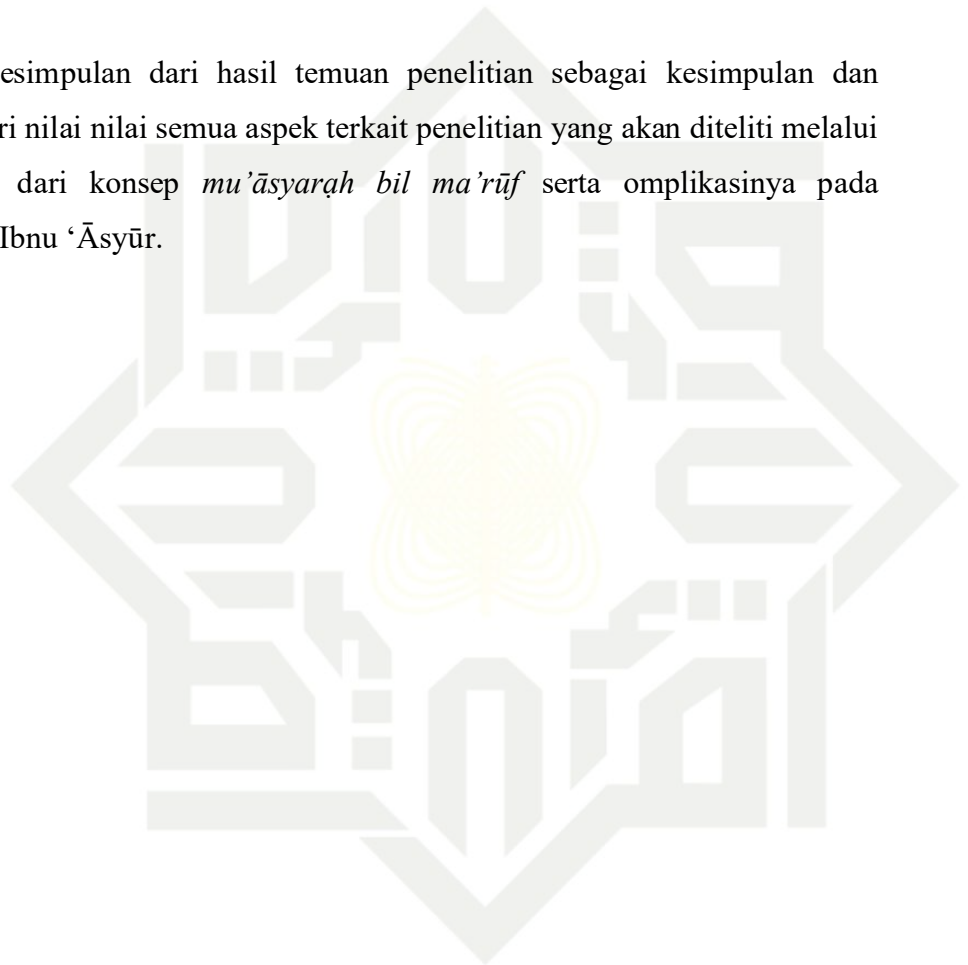 esimpulan dari hasil temuan penelitian sebagai kesimpulan dan
ri nilai nilai semua aspek terkait penelitian yang akan diteliti melalui
dari konsep mu’āsyarạh bil ma’rūf serta omplikasinya pada
Ibnu ‘Āsyūr.